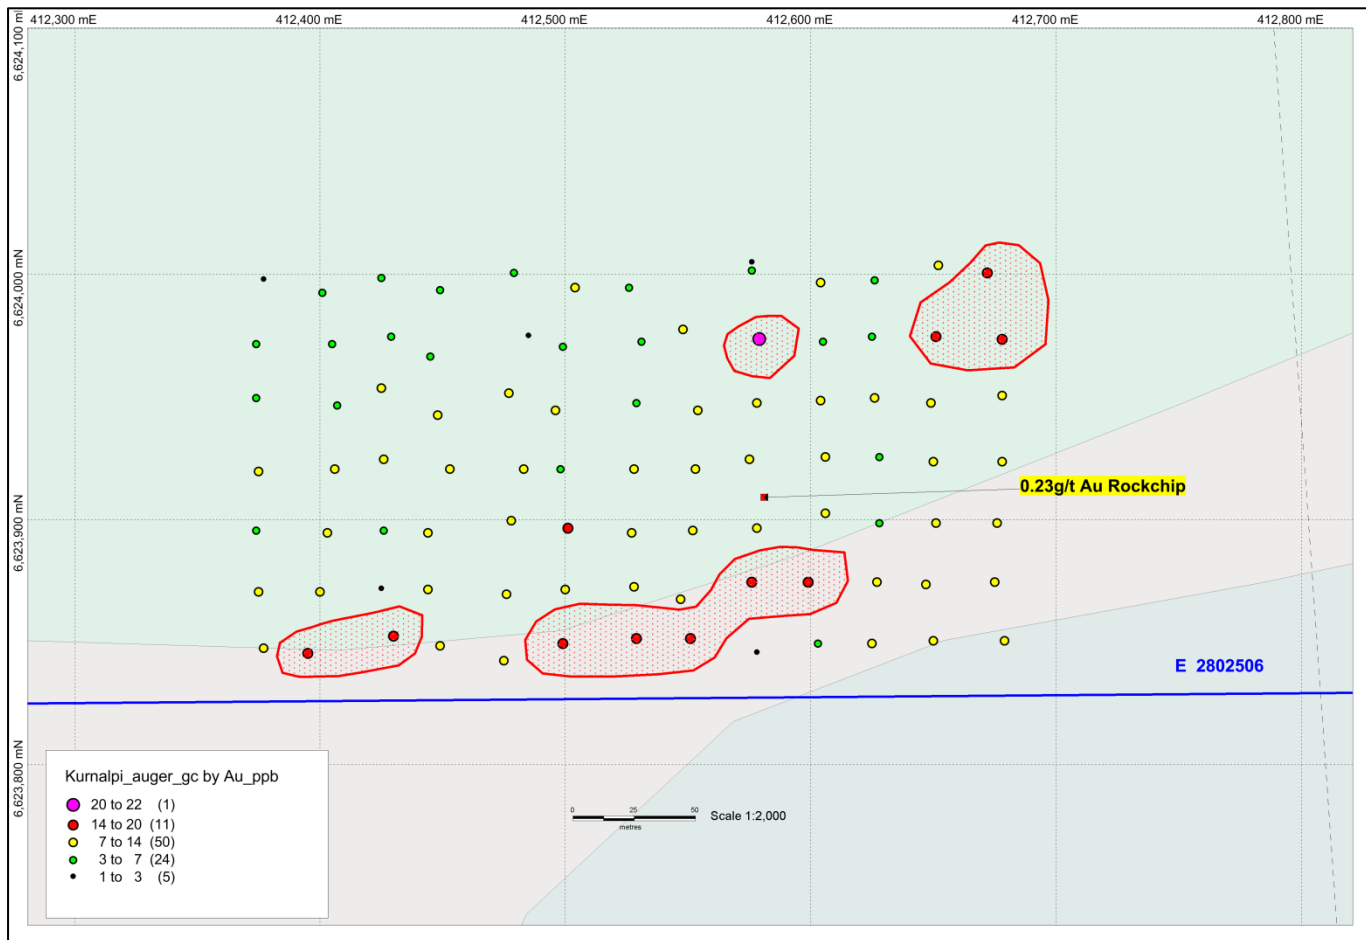 412,300 mE
412,400 mE
412,500 mE
412,600 mE
412,700 mE
412,800 mE
6,624,100 mN
6,624,000 mN
0.23g/t Au Rockchip
6,623,900 mN
E 2802506
6,623,800 mN
Kurnalpi_auger_gc by Au_ppb
20 to 22 (1)
14 to 20 (11)
7 to 14 (50)
3 to 7 (24)
1 to 3 (5)
0 25 50
metres
Scale 1:2,000